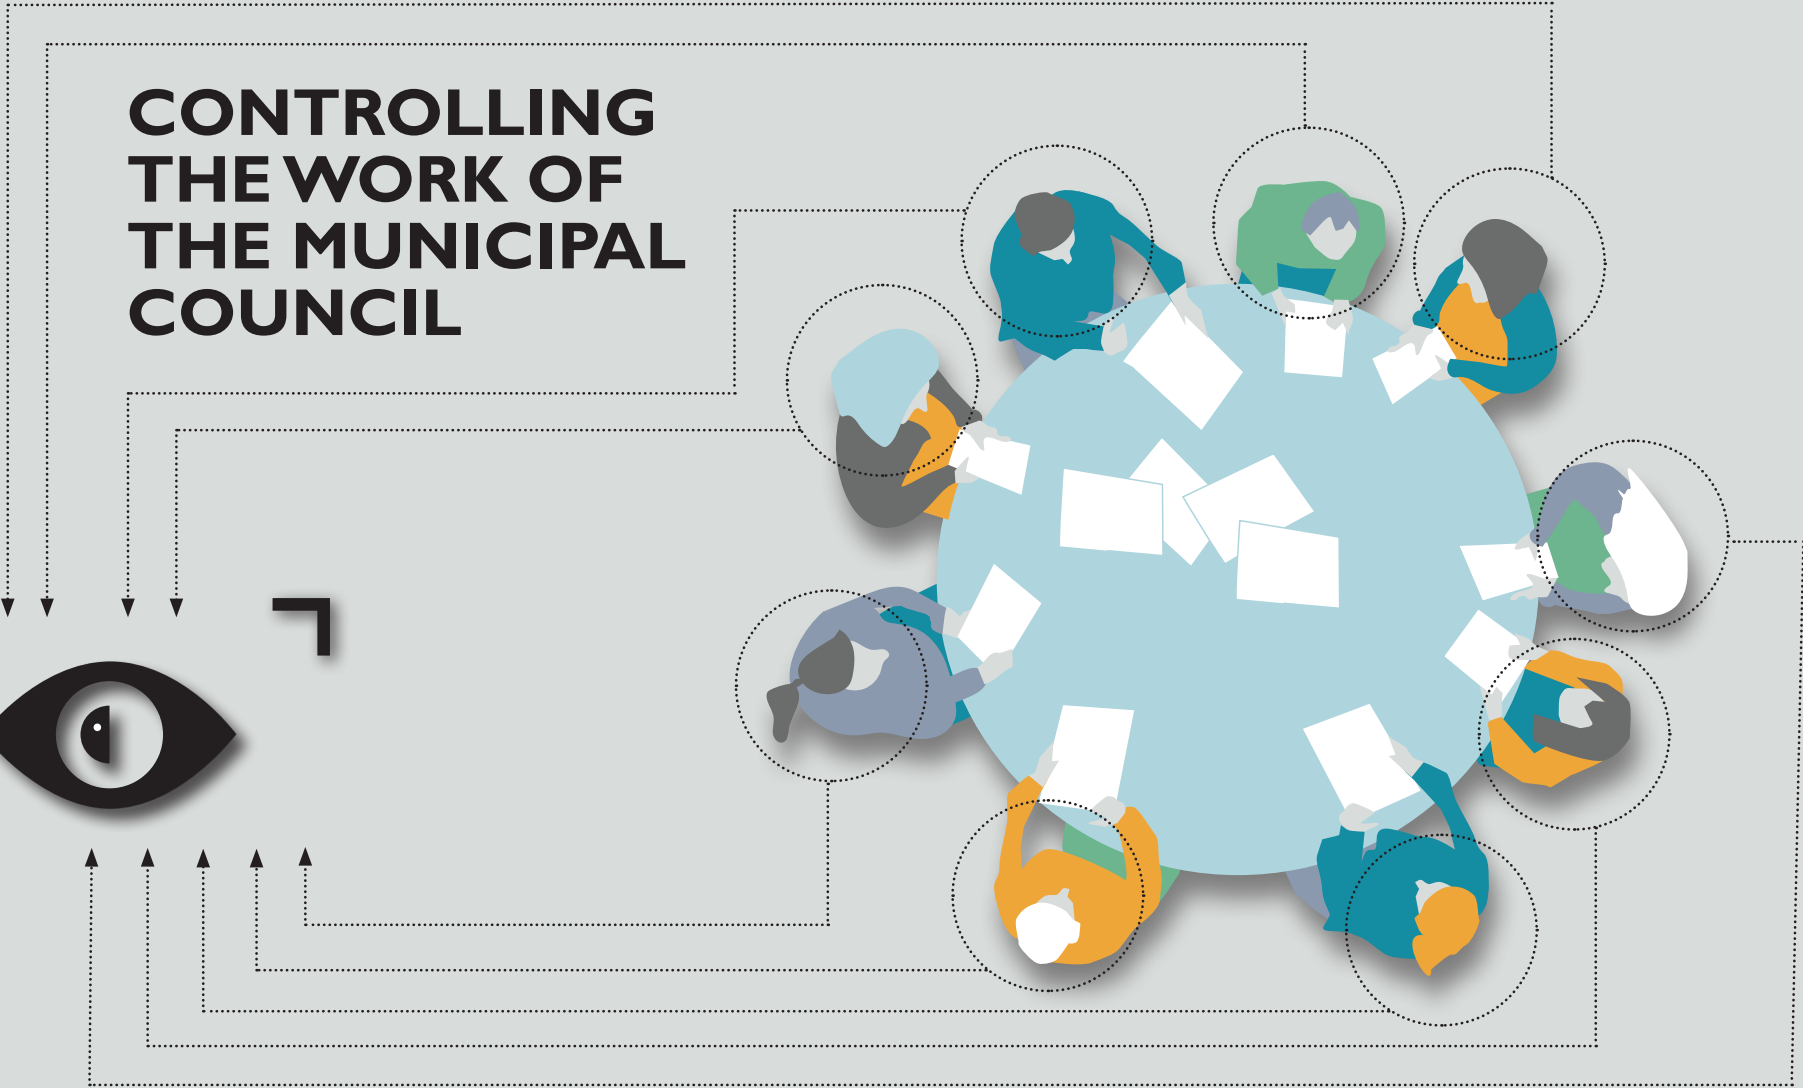 CONTROLLING
THE WORK OF
THE MUNICIPAL
COUNCIL